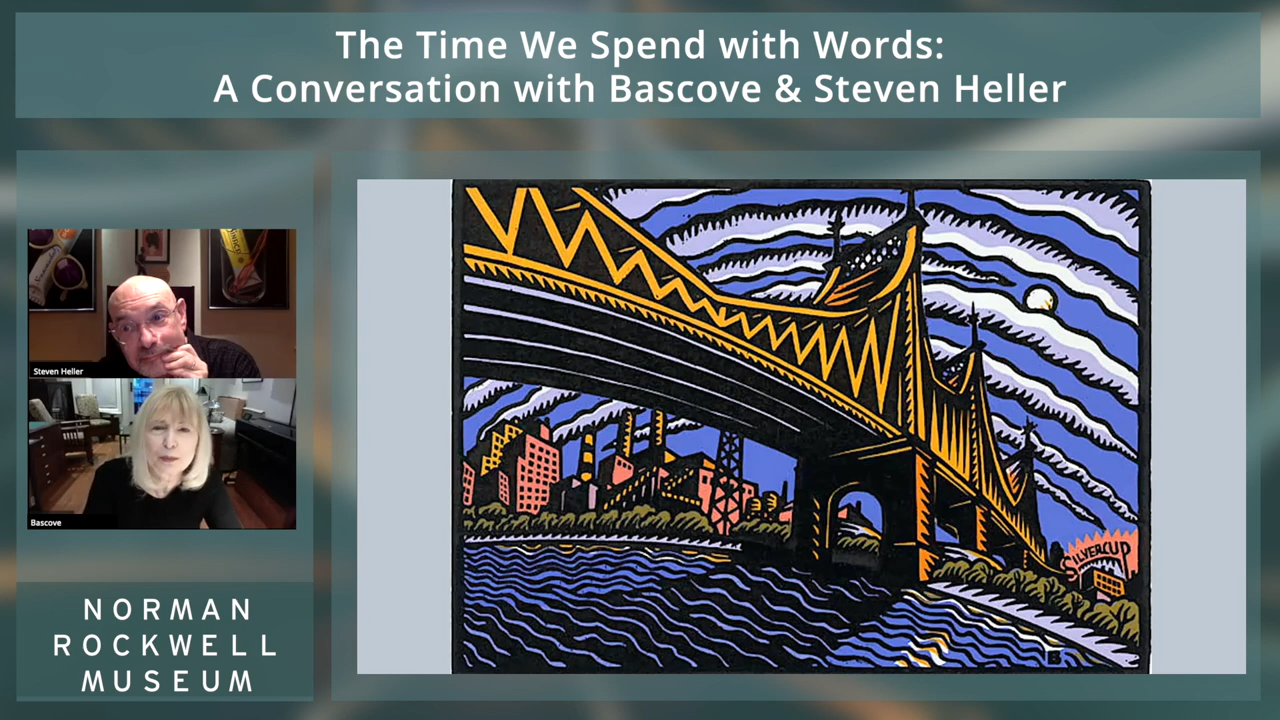 The Time We Spend with Words:
A Conversation with Bascove & Steven Heller
Steven Heller
Bascove
SILVERCUP
NORMAN
ROCKWELL
MUSEUM